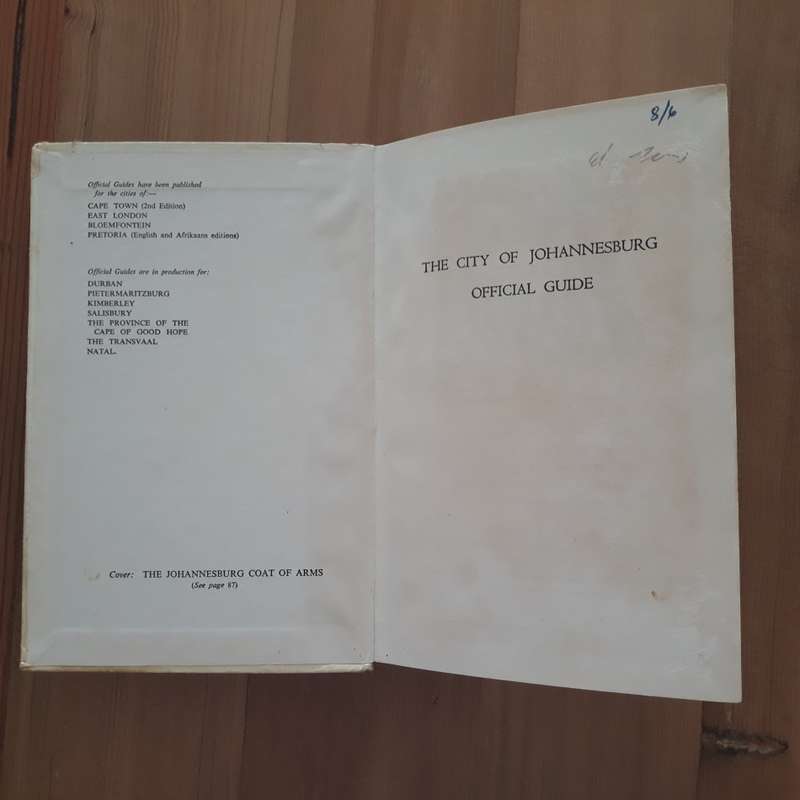 Official Guides have been published
for the cities of:—
CAPE TOWN (2nd Edition)
EAST LONDON
BLOEMFONTEIN
PRETORIA (English and Afrikaans editions)
Official Guides are in production for:
DURBAN
PIETERMARITZBURG
KIMBERLEY
SALISBURY
THE PROVINCE OF THE
CAPE OF GOOD HOPE
THE TRANSVAAL
NATAL.
Cover: THE JOHANNESBURG COAT OF ARMS
(See page 87)
8/6
THE CITY OF JOHANNESBURG
OFFICIAL GUIDE